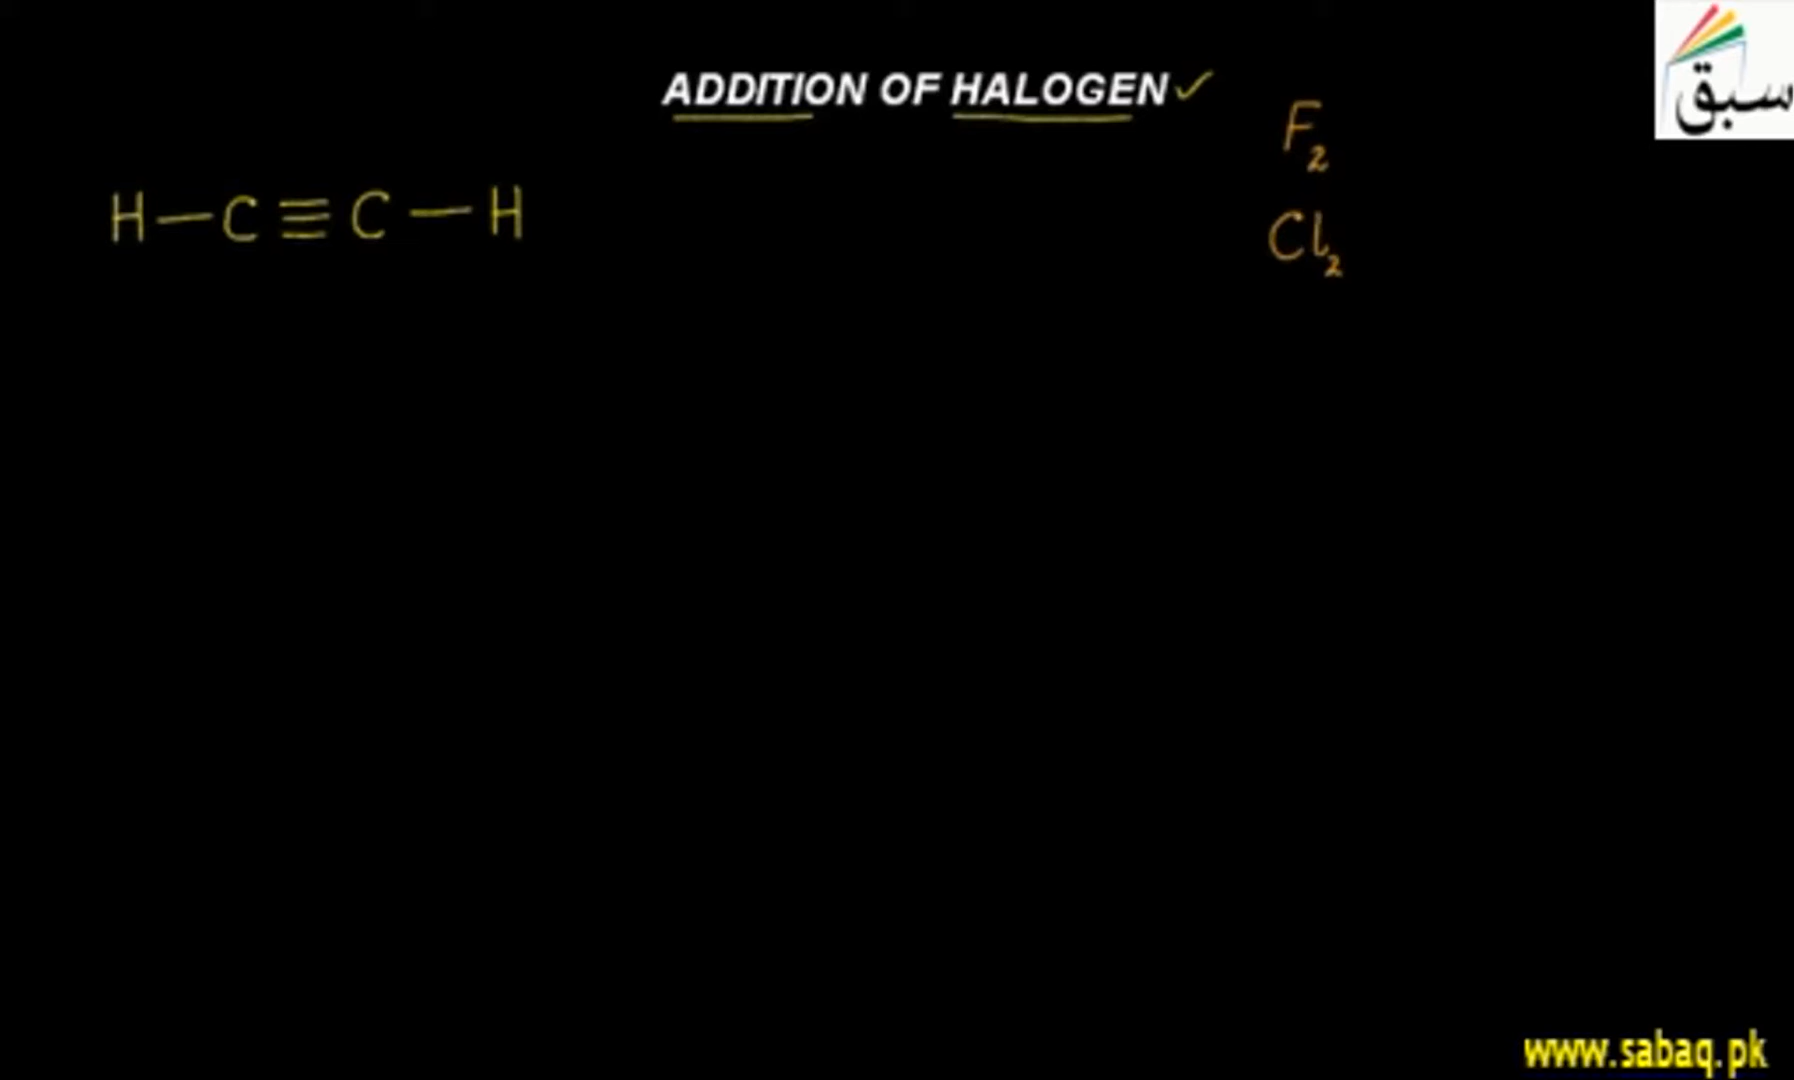 ADDITION OF HALOGEN✓
سبق
F₂
H—C≡C—H
Cl₂
www.sabaq.pk